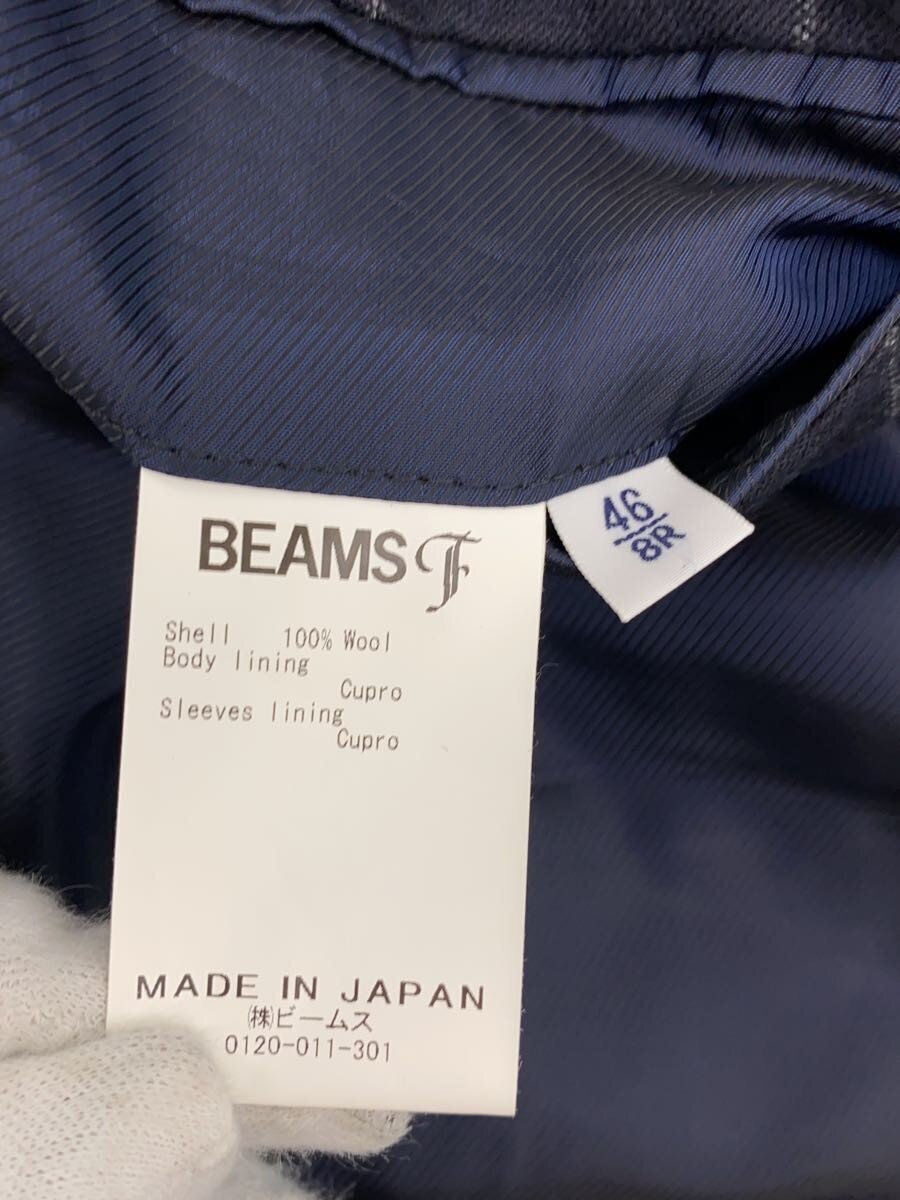 BEAMS F
Shell 100% Wool
Body lining
Cupro
Sleeves lining
Cupro
MADE IN JAPAN
㈱ビームス
0120-011-301
46
8R